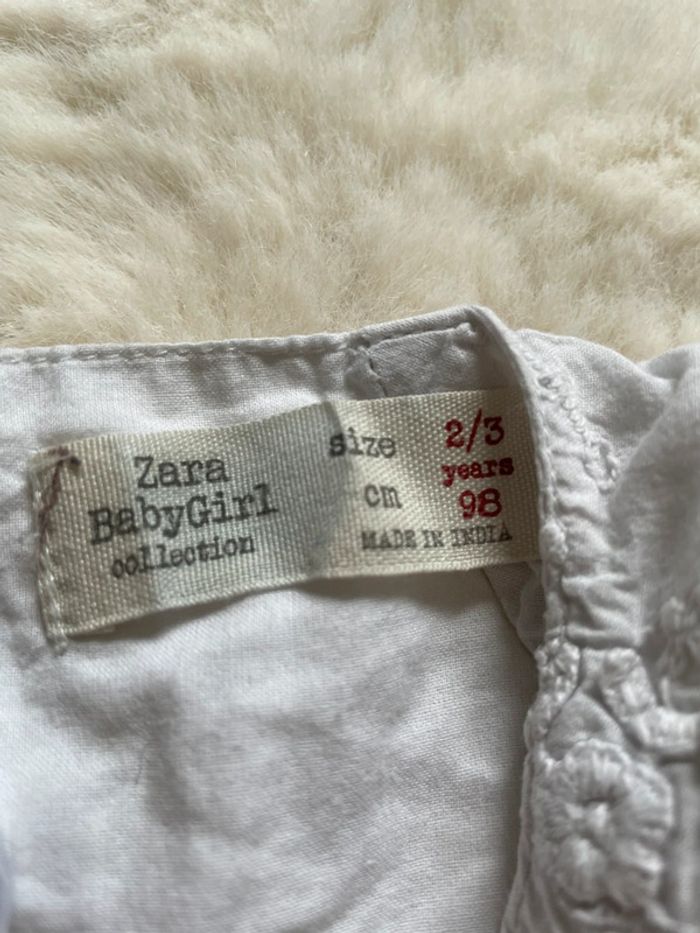 Zara
BabyGirl
collection
size 2/3
years
cm 98
MADE IN INDIA